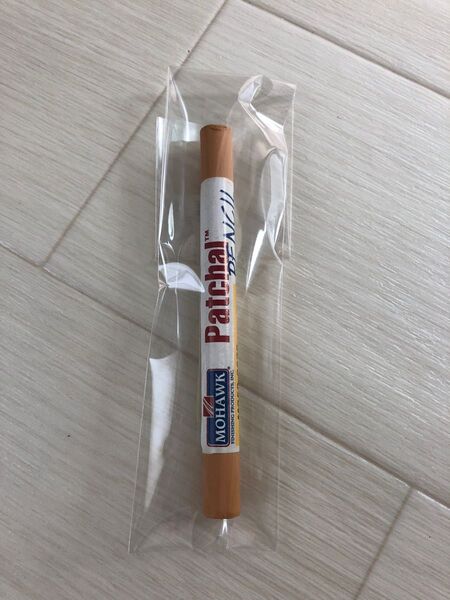 Patchal™
PENCIL
MOHAWK
FINISHING PRODUCTS, INC.